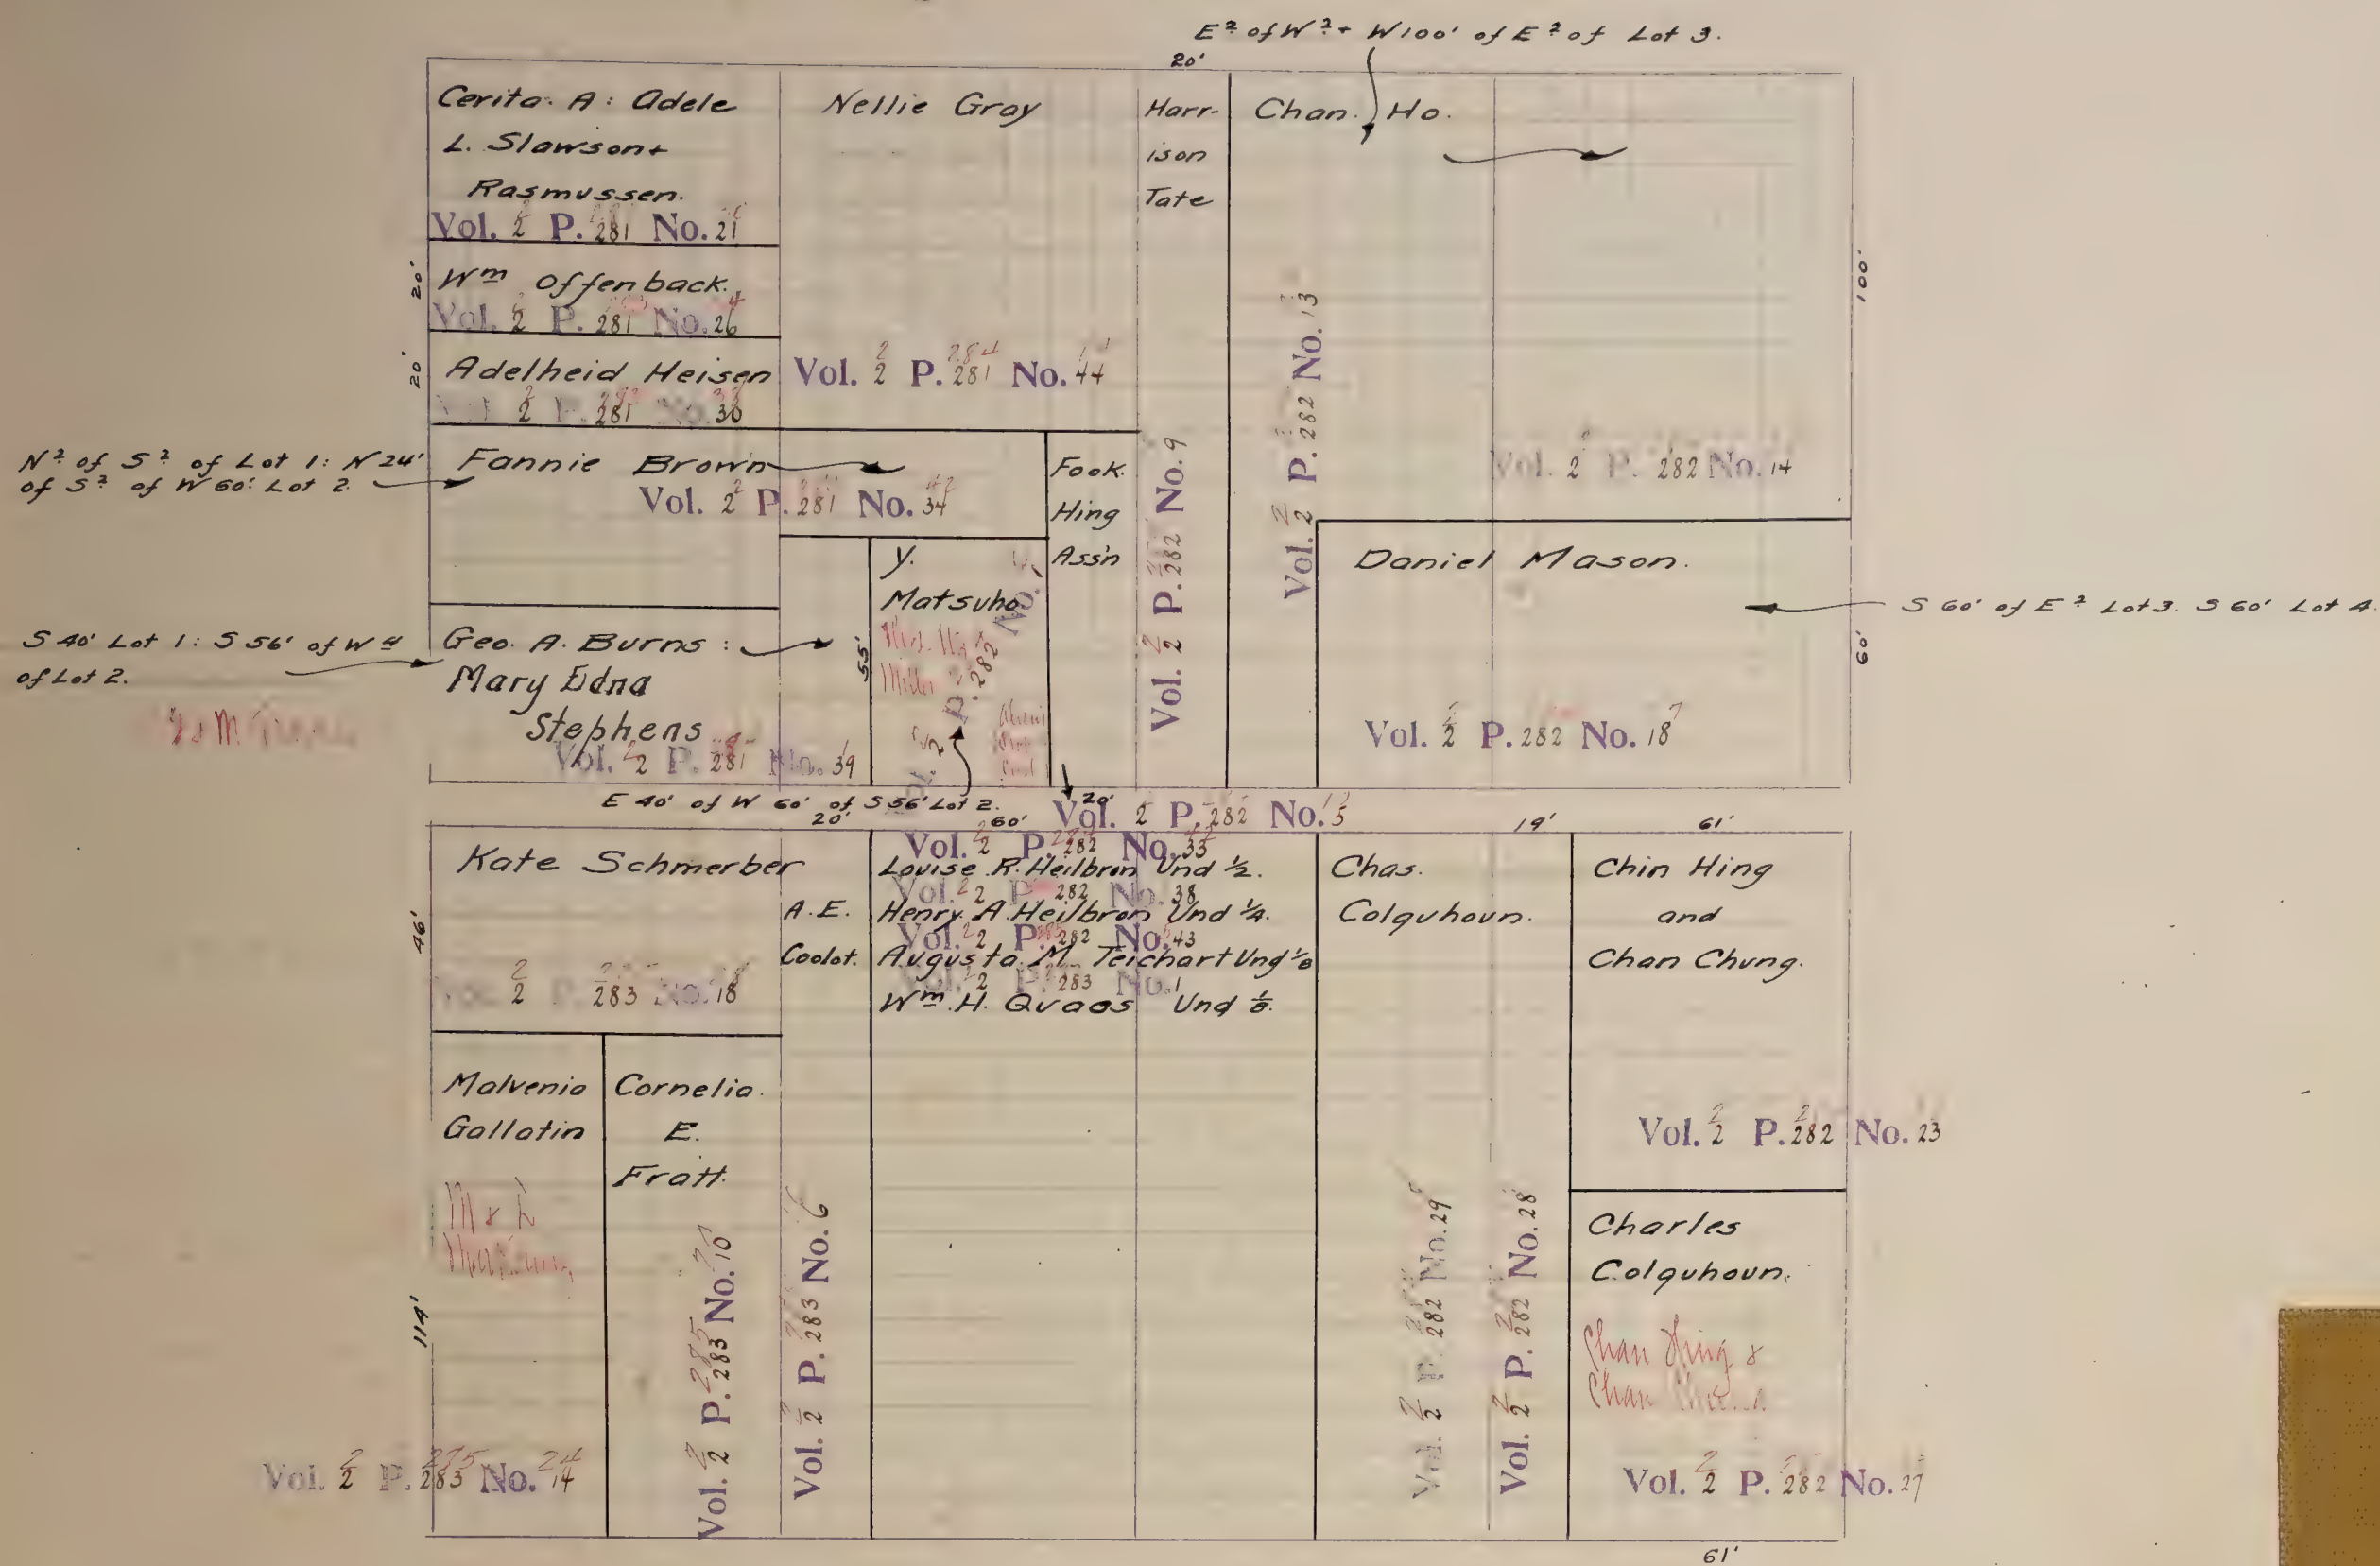 E 2 of W 2 + W 100' of E 2 of Lot 3.
20'
Cerita. A: Adele
L. Slawson +
Rasmussen.
Vol. 2 P. 281 No. 21
Nellie Gray
Harr-
ison
Tate
Chan. Ho.
20'
Wm Offenback.
Vol. 2 P. 281 No. 26
20'
Adelheid Heisen
2 281 No. 30
Vol. 2 P. 281 No. 44
Vol. 2 P. 282 No. 9
Vol. 2 P. 282 No. 13
Vol. 2 P. 282 No. 14
100'
N 2 of S 2 of Lot 1: N 24'
of S 2 of W 60' Lot 2.
Fannie Brown
Vol. 2 P. 281 No. 34
Fook.
Hing
Ass'n
Y.
Matsuho
Miller
P. 282 No.
Daniel Mason.
S 60' of E 2 Lot 3. S 60' Lot 4.
60'
Vol. 2 P. 282 No. 18
S 40' Lot 1: S 56' of W 4
of Lot 2.
Geo. A. Burns:
Mary Edna
Stephens
Vol. 2 P. 281 No. 39
55'
E 40' of W 60' of S 56' Lot 2.
20'
Vol. 2 P. 282 No. 5
20'
60'
19'
61'
Kate Schmerber
46'
2 P. 283 No. 18
A.E.
Coolot.
Vol. 2 P. 283 No. 6
Vol. 2 P. 282 No. 33
Louise R. Heilbron Und 1/2.
Vol. 2 P. 282 No. 38
Henry A Heilbron Und 1/4.
Vol. 2 P. 282 No. 43
Augusta M. Teichart Und 1/8
Vol. 2 P. 283 No. 1
Wm. H. Quaas Und 1/8.
Chas.
Colquhoun.
Vol. 2 P. 282 No. 29
Vol. 2 P. 282 No. 28
Chin Hing
and
Chan Chung.
Vol. 2 P. 282 No. 23
Malvenia
Gallatin
114'
Vol. 2 P. 283 No. 14
Cornelia.
E.
Fratt.
Vol. 2 P. 283 No. 10
Charles
Colquhoun.
Chan Hing &
Chan
Vol. 2 P. 282 No. 27
61'